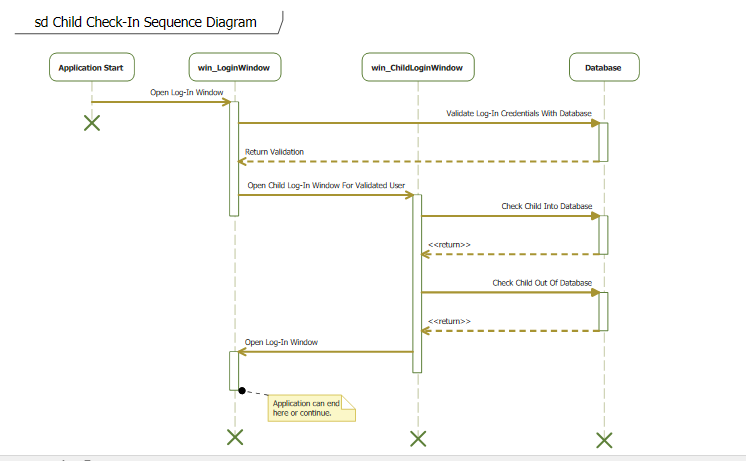 sd Child Check-In Sequence Diagram
Application Start
win_LoginWindow
win_ChildLoginWindow
Database
Open Log-In Window
Validate Log-In Credentials With Database
Return Validation
Open Child Log-In Window For Validated User
Check Child Into Database
<<return>>
Check Child Out Of Database
<<return>>
Open Log-In Window
Application can end
here or continue.